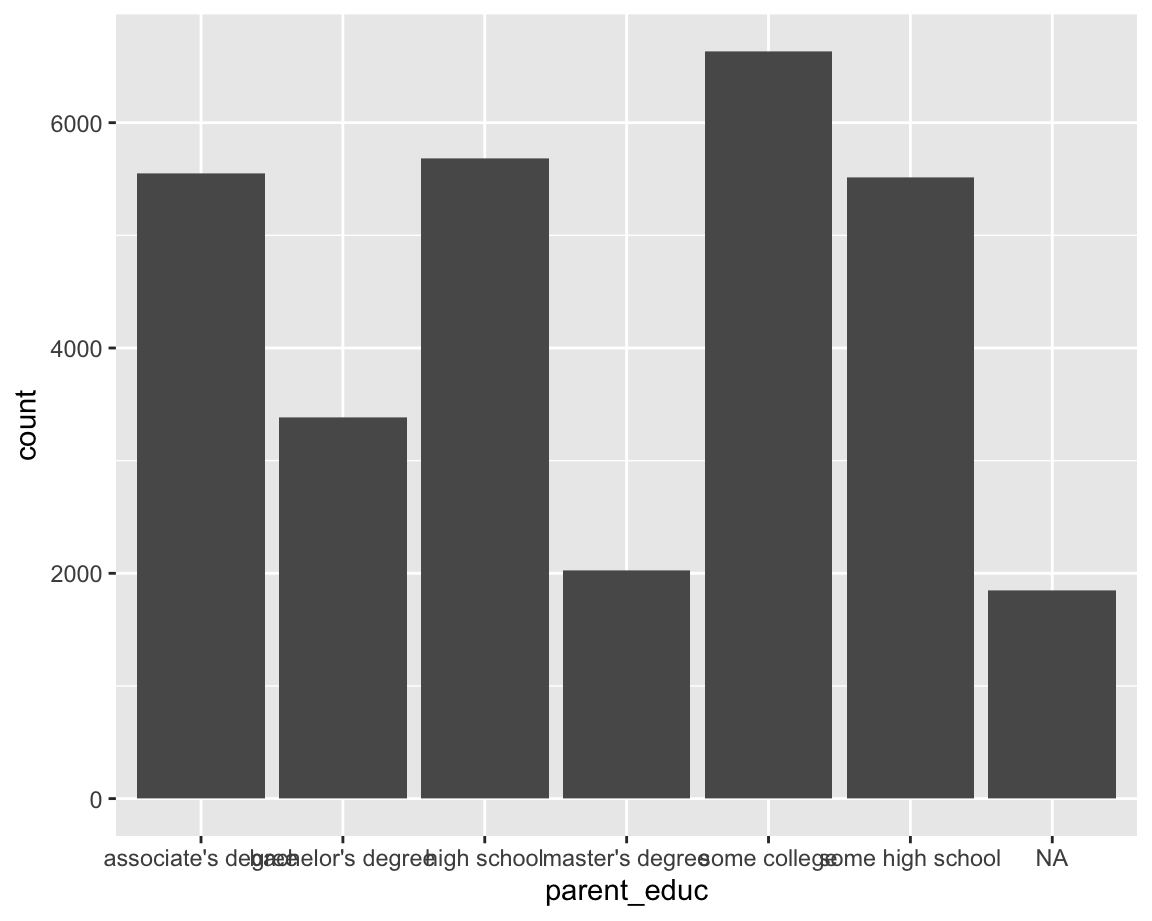 6000
4000
2000
0
count
associate's degree bachelor's degree high school master's degree some college some high school NA
parent_educ